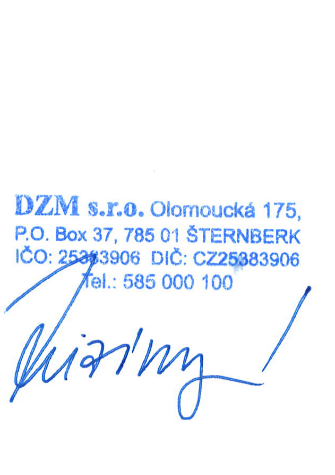 DZM s.r.o. Olomoucká 175,
P.O. Box 37, 785 01 ŠTERNBERK
IČO: 25383906 DIČ: CZ25383906
Tel.: 585 000 100